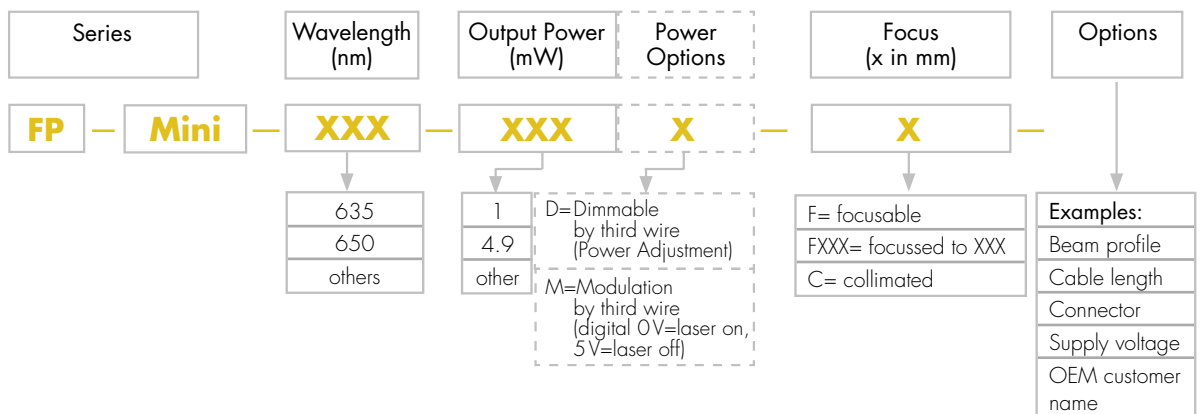 Series
Wavelength
(nm)
Output Power
(mW)
Power
Options
Focus
(x in mm)
Options
FP – Mini – XXX – XXX X – X –
635
650
others
1
4.9
other
D=Dimmable
by third wire
(Power Adjustment)
M=Modulation
by third wire
(digital 0V=laser on,
5V=laser off)
F= focusable
FXXX= focussed to XXX
C= collimated
Examples:
Beam profile
Cable length
Connector
Supply voltage
OEM customer
name